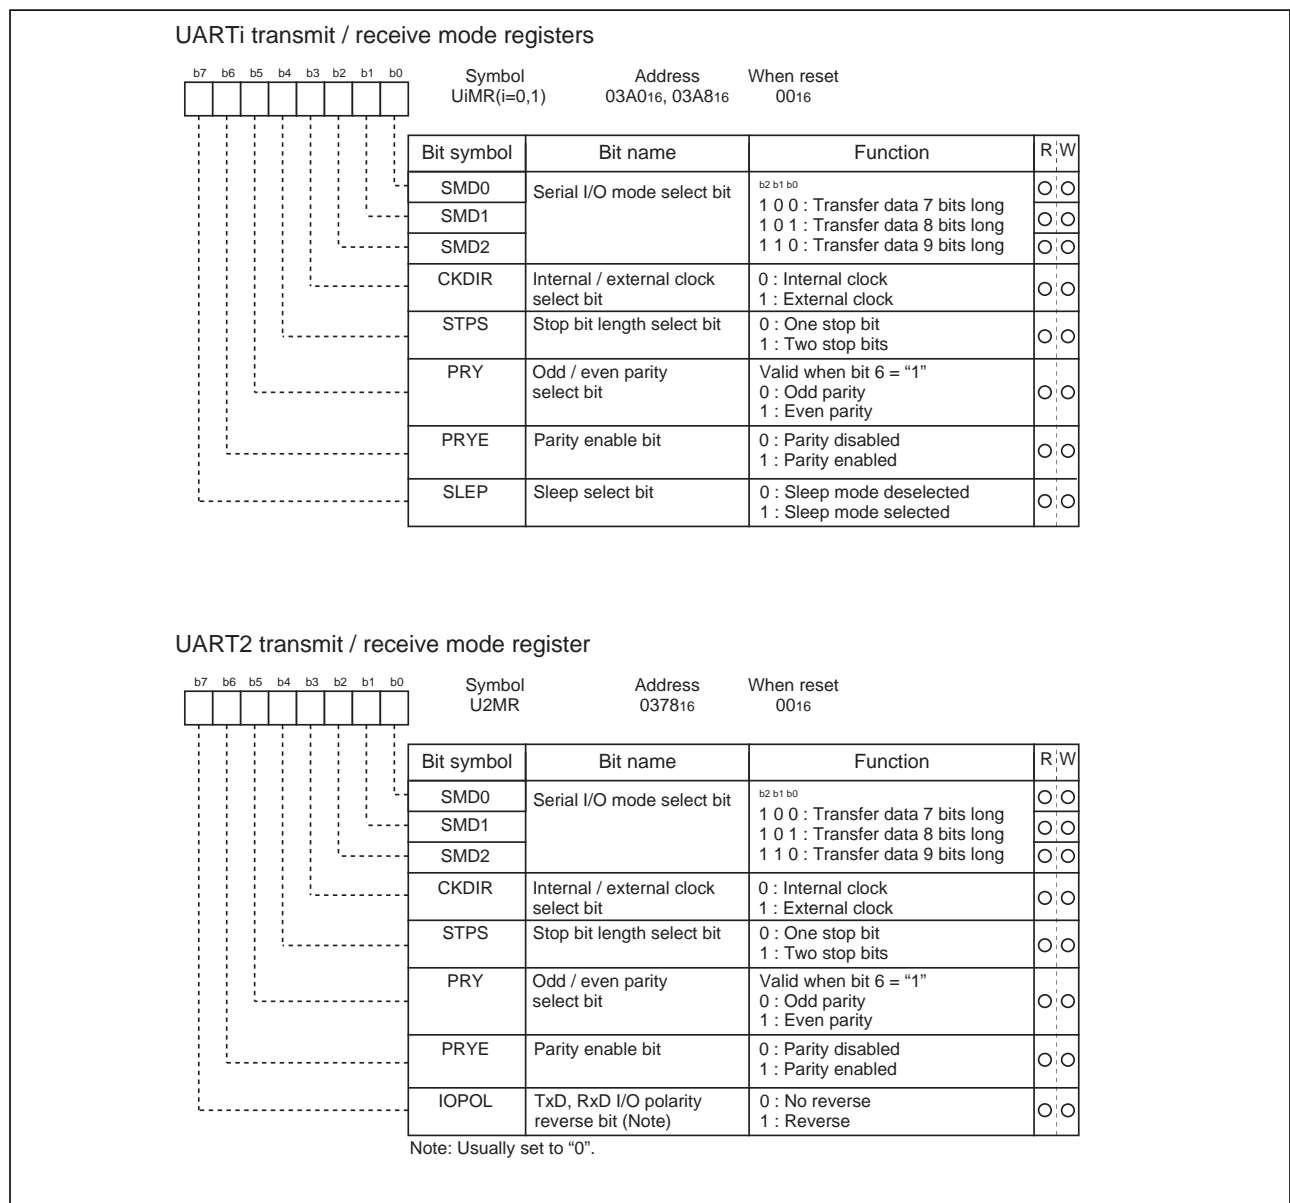 UARTi transmit / receive mode registers
b7 b6 b5 b4 b3 b2 b1 b0
Symbol Address When reset
UiMR(i=0,1) 03A016, 03A816 0016
Bit symbol Bit name Function R W
SMD0 Serial I/O mode select bit b2 b1 b0
1 0 0 : Transfer data 7 bits long
SMD1 1 0 1 : Transfer data 8 bits long
SMD2 1 1 0 : Transfer data 9 bits long
CKDIR Internal / external clock 0 : Internal clock
select bit 1 : External clock
STPS Stop bit length select bit 0 : One stop bit
1 : Two stop bits
PRY Odd / even parity Valid when bit 6 = “1”
select bit 0 : Odd parity
1 : Even parity
PRYE Parity enable bit 0 : Parity disabled
1 : Parity enabled
SLEP Sleep select bit 0 : Sleep mode deselected
1 : Sleep mode selected
UART2 transmit / receive mode register
b7 b6 b5 b4 b3 b2 b1 b0
Symbol Address When reset
U2MR 037816 0016
Bit symbol Bit name Function R W
SMD0 Serial I/O mode select bit b2 b1 b0
1 0 0 : Transfer data 7 bits long
SMD1 1 0 1 : Transfer data 8 bits long
SMD2 1 1 0 : Transfer data 9 bits long
CKDIR Internal / external clock 0 : Internal clock
select bit 1 : External clock
STPS Stop bit length select bit 0 : One stop bit
1 : Two stop bits
PRY Odd / even parity Valid when bit 6 = “1”
select bit 0 : Odd parity
1 : Even parity
PRYE Parity enable bit 0 : Parity disabled
1 : Parity enabled
IOPOL TxD, RxD I/O polarity 0 : No reverse
reverse bit (Note) 1 : Reverse
Note: Usually set to “0”.